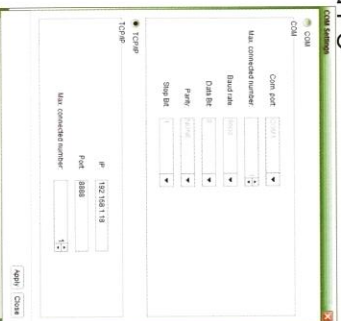 COM Settings
COM
COM
Com. port:
Max. connected number:
Baud rate
Data Bit:
Parity
Stop Bit:
TCP/IP
TCP/IP
IP 192.168.1.18
Port 8888
Max. connected number:
Apply Close